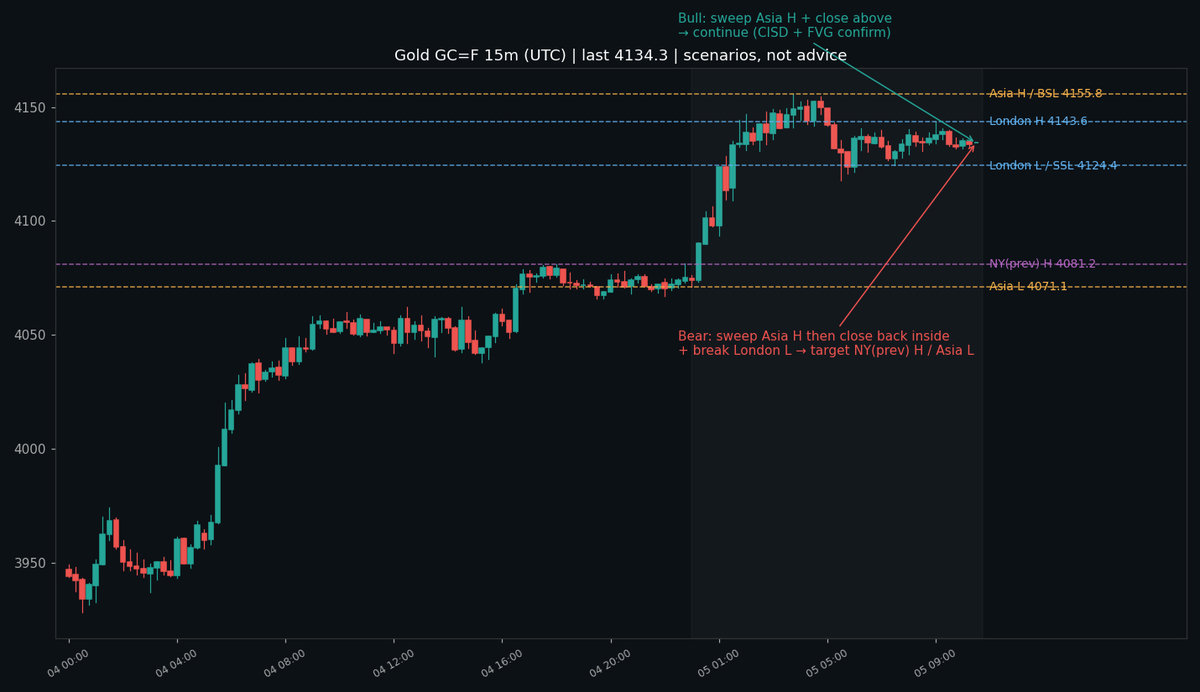 Bull: sweep Asia H + close above
→ continue (CISD + FVG confirm)
Gold GC=F 15m (UTC) | last 4134.3 | scenarios, not advice
4150
4100
4050
4000
3950
Asia H / BSL 4155.8
London H 4143.6
London L / SSL 4124.4
NY(prev) H 4081.2
Asia L 4071.1
Bear: sweep Asia H then close back inside
+ break London L → target NY(prev) H / Asia L
04 00:00
04 04:00
04 08:00
04 12:00
04 16:00
04 20:00
05 01:00
05 05:00
05 09:00